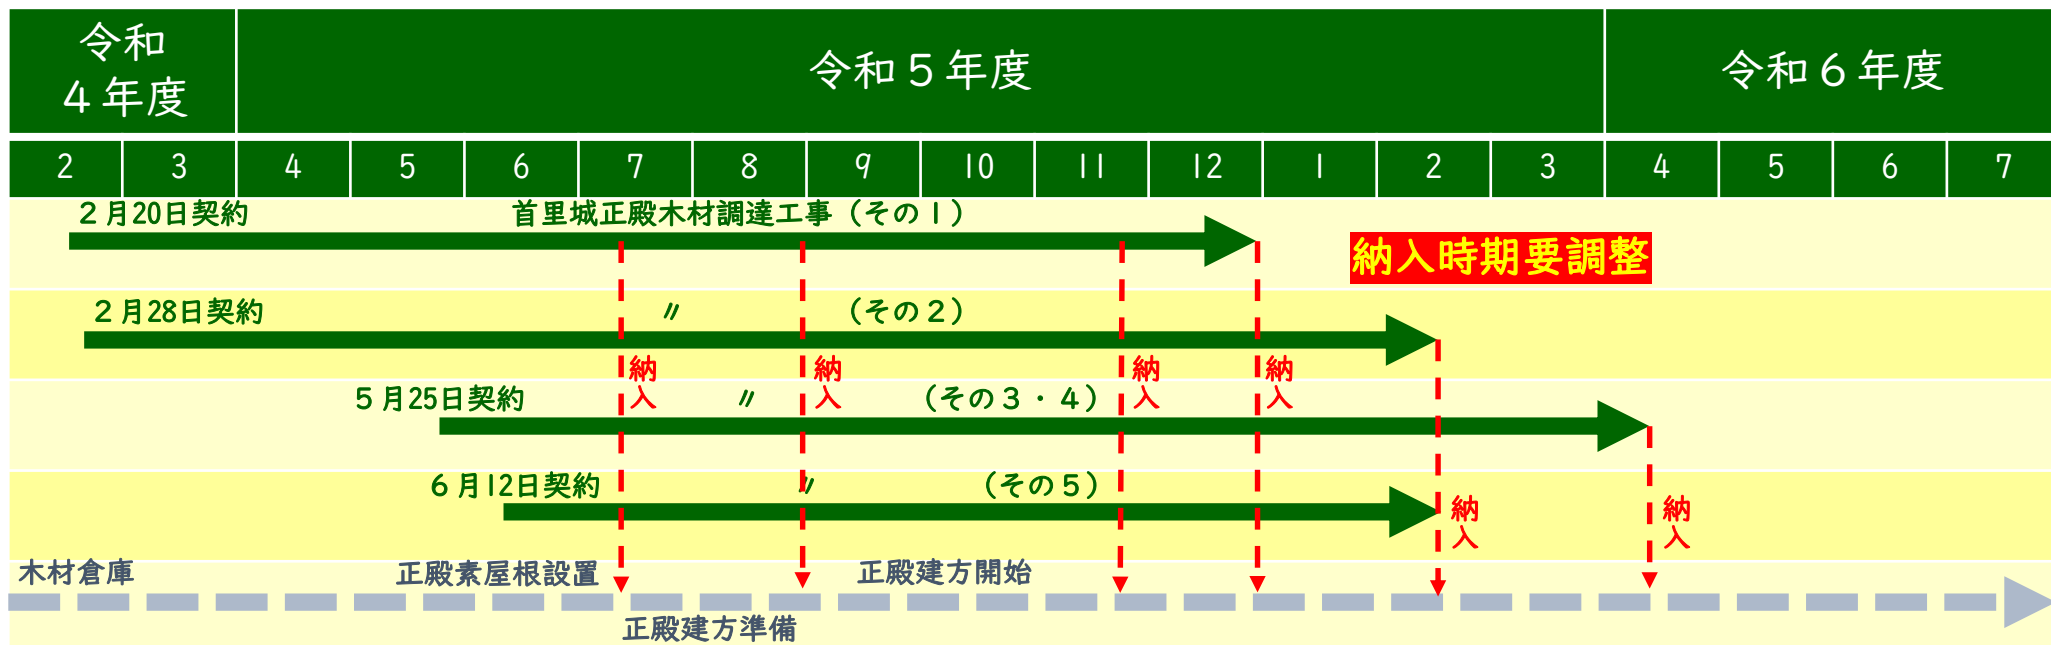 令和
４年度
令和５年度
令和６年度
2 3 4 5 6 7 8 9 10 11 12 1 2 3 4 5 6 7
２月20日契約 首里城正殿木材調達工事（その１）
納入時期要調整
２月28日契約 〃 （その２）
納入 納入 納入 納入
５月25日契約 〃 （その３・４）
６月12日契約 〃 （その５）
納入 納入
木材倉庫 正殿素屋根設置 正殿建方開始
正殿建方準備